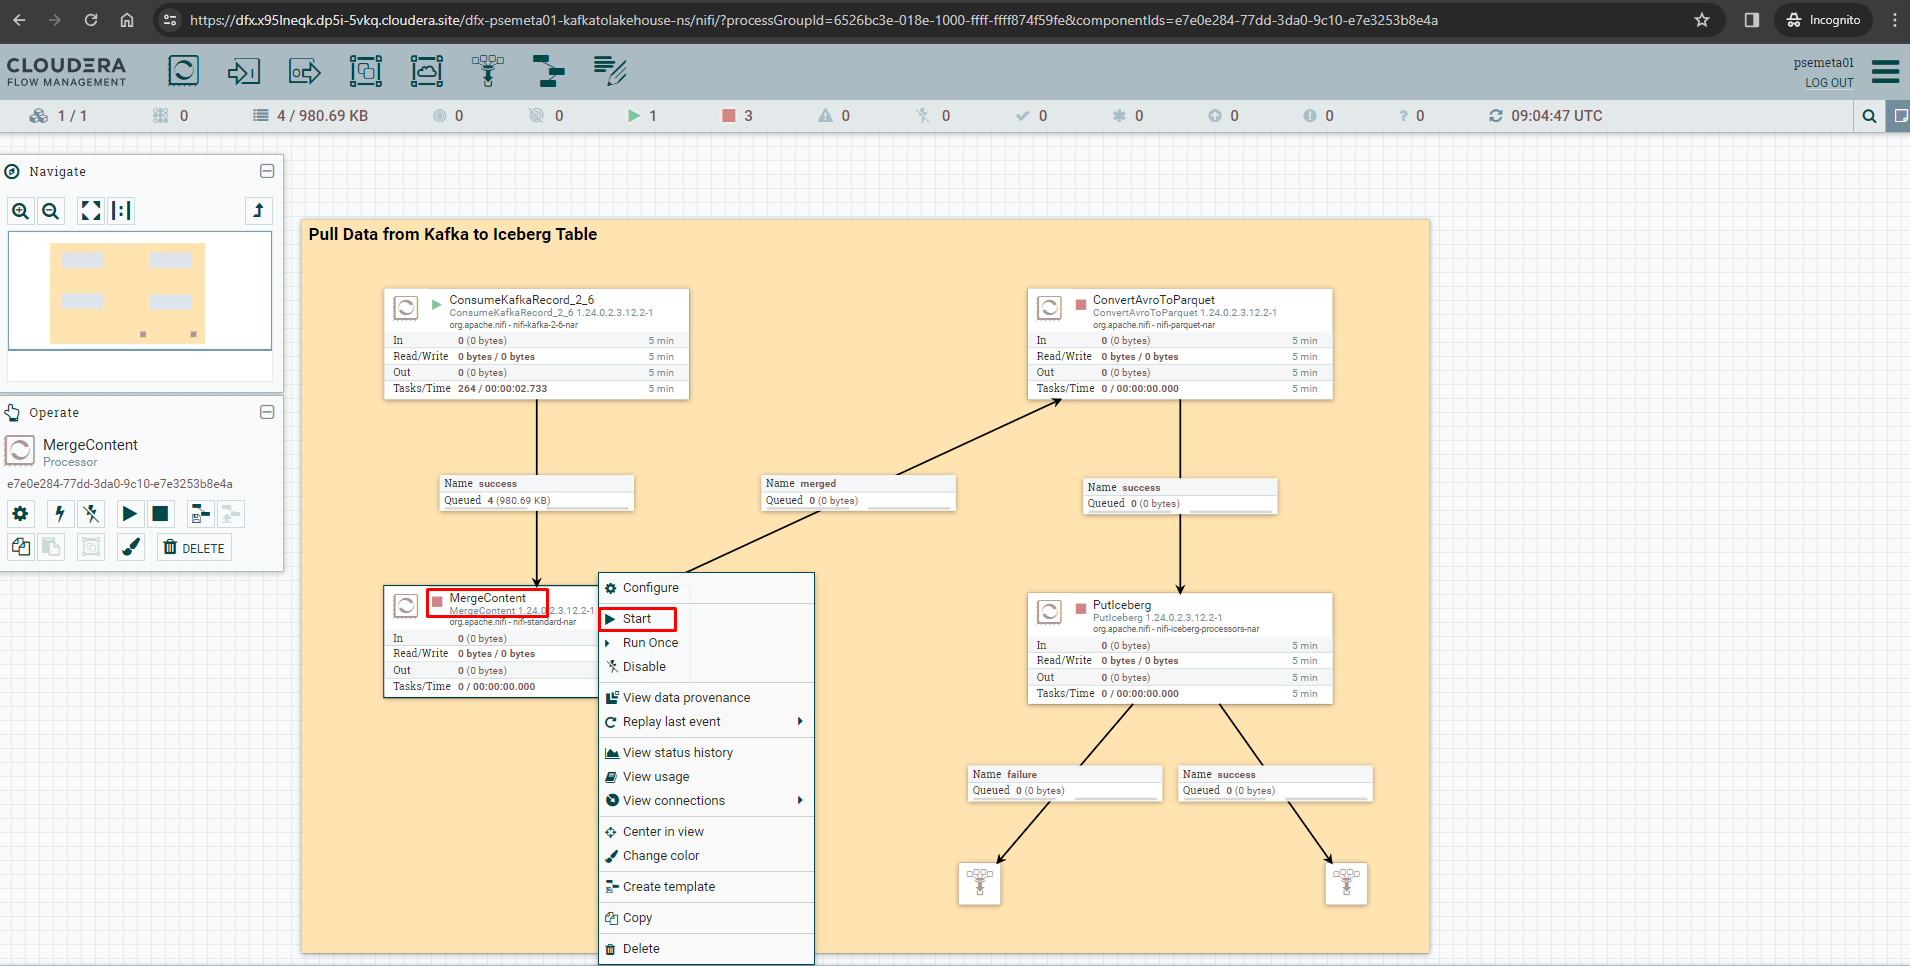 https://dfx.x95lneqk.dp5i-5vkq.cloudera.site/dfx-psemeta01-kafkatolakehouse-ns/nifi/?processGroupId=6526bc3e-018e-1000-ffff-ffff874f59fe&componentIds=e7e0e284-77dd-3da0-9c10-e7e3253b8e4a
Incognito
CLOUDERA
FLOW MANAGEMENT
psemeta01
LOG OUT
1 / 1 0 4 / 980.69 KB 0 0 1 3 0 0 0 0 0 0 ? 0 09:04:47 UTC
Navigate
Operate
MergeContent
Processor
e7e0e284-77dd-3da0-9c10-e7e3253b8e4a
DELETE
Pull Data from Kafka to Iceberg Table
ConsumeKafkaRecord_2_6
ConsumeKafkaRecord_2_6 1.24.0.2.3.12.2-1
org.apache.nifi - nifi-kafka-2-6-nar
In 0 (0 bytes) 5 min
Read/Write 0 bytes / 0 bytes 5 min
Out 0 (0 bytes) 5 min
Tasks/Time 264 / 00:00:02.733 5 min
ConvertAvroToParquet
ConvertAvroToParquet 1.24.0.2.3.12.2-1
org.apache.nifi - nifi-parquet-nar
In 0 (0 bytes) 5 min
Read/Write 0 bytes / 0 bytes 5 min
Out 0 (0 bytes) 5 min
Tasks/Time 0 / 00:00:00.000 5 min
Name success
Queued 4 (980.69 KB)
Name merged
Queued 0 (0 bytes)
Name success
Queued 0 (0 bytes)
MergeContent
MergeContent 1.24.0.2.3.12.2-1
org.apache.nifi - nifi-standard-nar
In 0 (0 bytes)
Read/Write 0 bytes / 0 bytes
Out 0 (0 bytes)
Tasks/Time 0 / 00:00:00.000
Configure
Start
Run Once
Disable
View data provenance
Replay last event
View status history
View usage
View connections
Center in view
Change color
Create template
Copy
Delete
PutIceberg
PutIceberg 1.24.0.2.3.12.2-1
org.apache.nifi - nifi-iceberg-processors-nar
In 0 (0 bytes) 5 min
Read/Write 0 bytes / 0 bytes 5 min
Out 0 (0 bytes) 5 min
Tasks/Time 0 / 00:00:00.000 5 min
Name failure
Queued 0 (0 bytes)
Name success
Queued 0 (0 bytes)